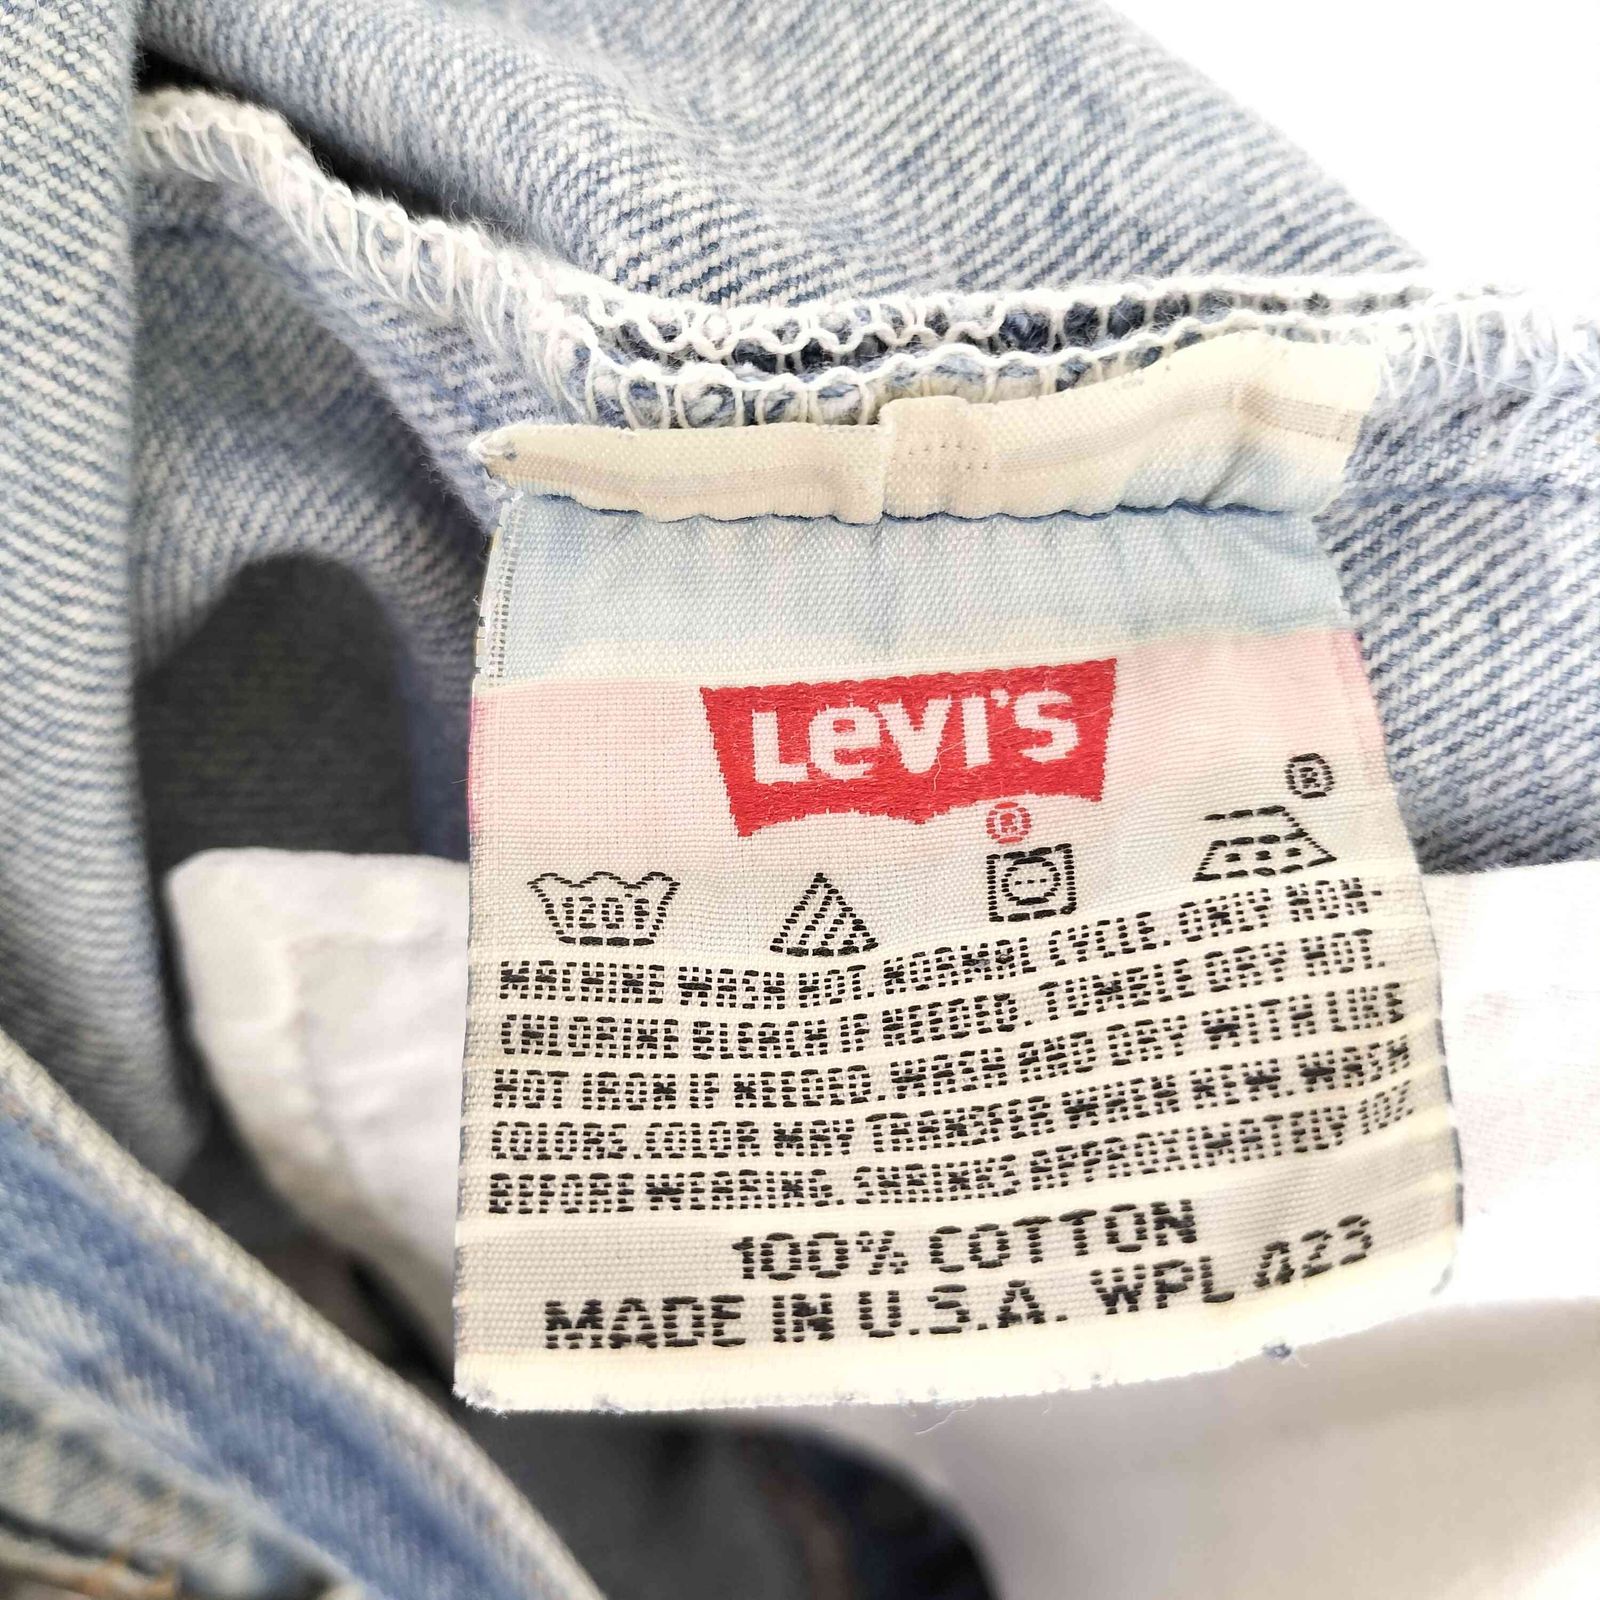 LEVI'S
®
®
120°F
MACHINE WASH HOT. NORMAL CYCLE. ONLY NON-
CHLORINE BLEACH IF NEEDED. TUMBLE DRY HOT.
HOT IRON IF NEEDED. WASH AND DRY WITH LIKE
COLORS. COLOR MAY TRANSFER WHEN NEW. WASH
BEFORE WEARING. SHRINKS APPROXIMATELY 10%
100% COTTON
MADE IN U.S.A. WPL 423